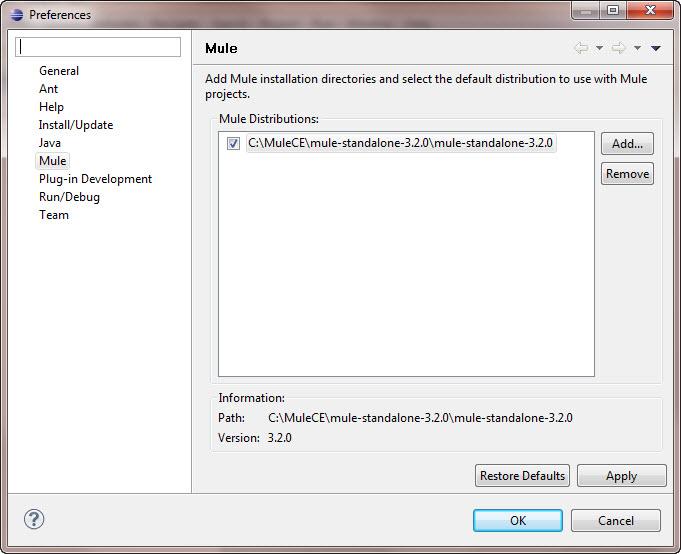 Preferences
Mule
General
Ant
Help
Install/Update
Java
Mule
Plug-in Development
Run/Debug
Team
Add Mule installation directories and select the default distribution to use with Mule
projects.
Mule Distributions:
C:\MuleCE\mule-standalone-3.2.0\mule-standalone-3.2.0
Add...
Remove
Information:
Path: C:\MuleCE\mule-standalone-3.2.0\mule-standalone-3.2.0
Version: 3.2.0
Restore Defaults Apply
? OK Cancel